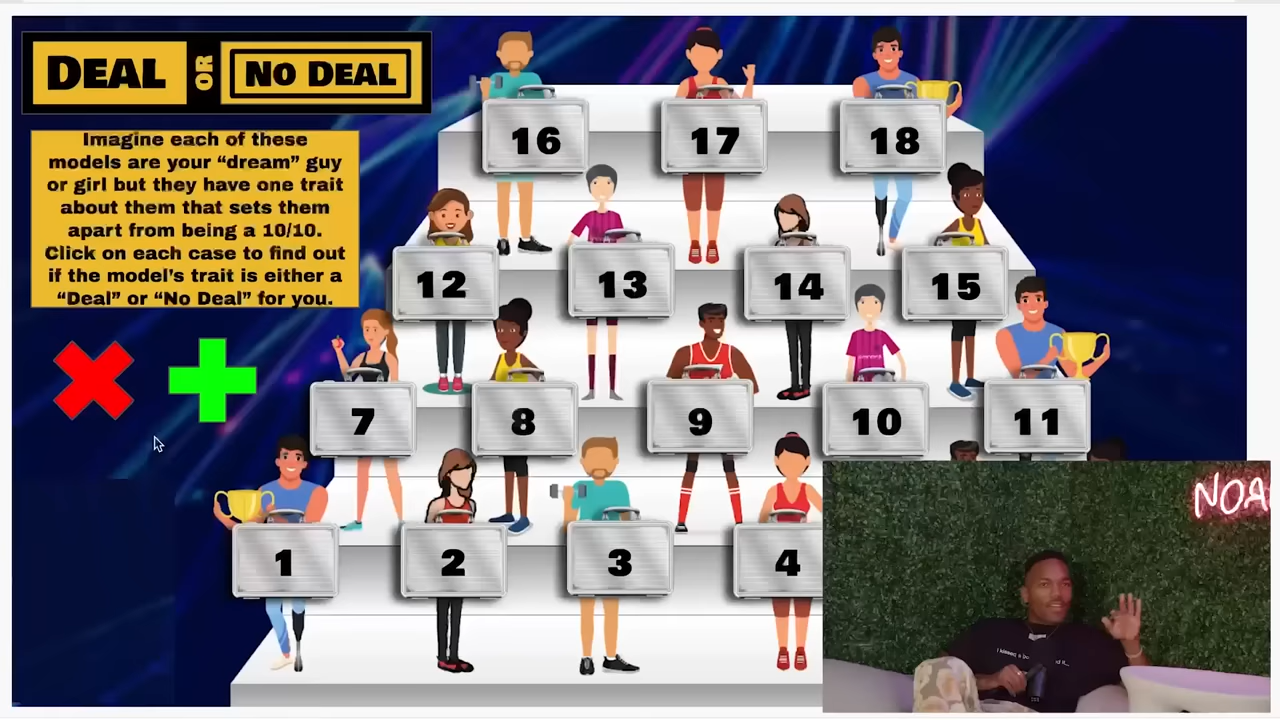 DEAL OR NO DEAL
Imagine each of these
models are your “dream” guy
or girl but they have one trait
about them that sets them
apart from being a 10/10.
Click on each case to find out
if the model’s trait is either a
“Deal” or “No Deal” for you.
16 17 18
12 13 14 15
7 8 9 10 11
1 2 3 4
NOA
I kissed a